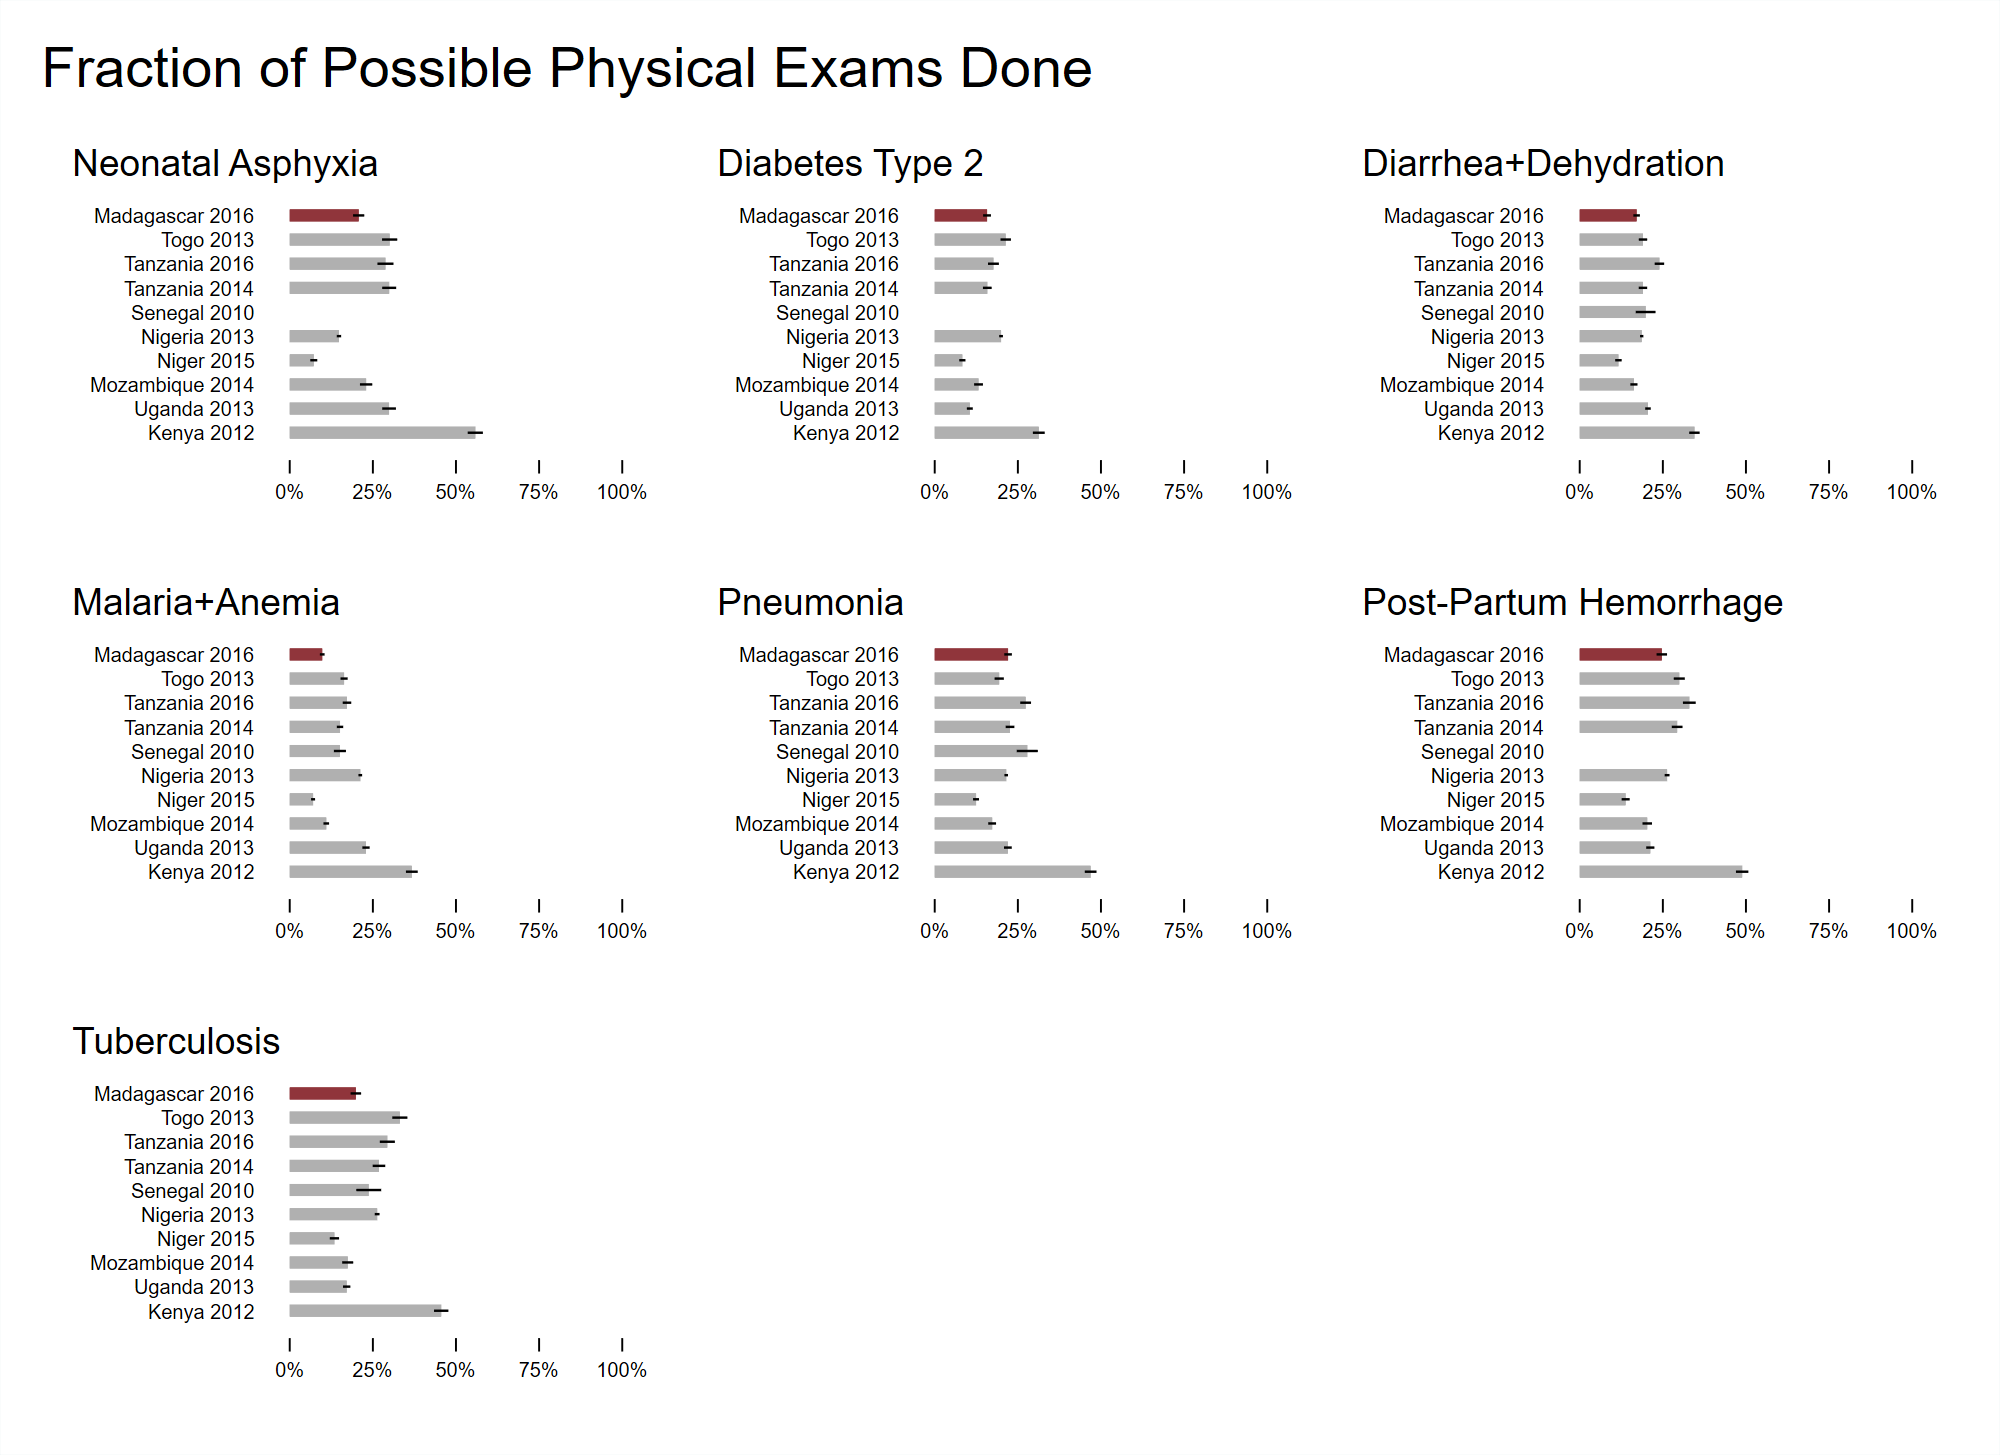 Fraction of Possible Physical Exams Done
Neonatal Asphyxia
Madagascar 2016
Togo 2013
Tanzania 2016
Tanzania 2014
Senegal 2010
Nigeria 2013
Niger 2015
Mozambique 2014
Uganda 2013
Kenya 2012
0% 25% 50% 75% 100%
Diabetes Type 2
Madagascar 2016
Togo 2013
Tanzania 2016
Tanzania 2014
Senegal 2010
Nigeria 2013
Niger 2015
Mozambique 2014
Uganda 2013
Kenya 2012
0% 25% 50% 75% 100%
Diarrhea+Dehydration
Madagascar 2016
Togo 2013
Tanzania 2016
Tanzania 2014
Senegal 2010
Nigeria 2013
Niger 2015
Mozambique 2014
Uganda 2013
Kenya 2012
0% 25% 50% 75% 100%
Malaria+Anemia
Madagascar 2016
Togo 2013
Tanzania 2016
Tanzania 2014
Senegal 2010
Nigeria 2013
Niger 2015
Mozambique 2014
Uganda 2013
Kenya 2012
0% 25% 50% 75% 100%
Pneumonia
Madagascar 2016
Togo 2013
Tanzania 2016
Tanzania 2014
Senegal 2010
Nigeria 2013
Niger 2015
Mozambique 2014
Uganda 2013
Kenya 2012
0% 25% 50% 75% 100%
Post-Partum Hemorrhage
Madagascar 2016
Togo 2013
Tanzania 2016
Tanzania 2014
Senegal 2010
Nigeria 2013
Niger 2015
Mozambique 2014
Uganda 2013
Kenya 2012
0% 25% 50% 75% 100%
Tuberculosis
Madagascar 2016
Togo 2013
Tanzania 2016
Tanzania 2014
Senegal 2010
Nigeria 2013
Niger 2015
Mozambique 2014
Uganda 2013
Kenya 2012
0% 25% 50% 75% 100%